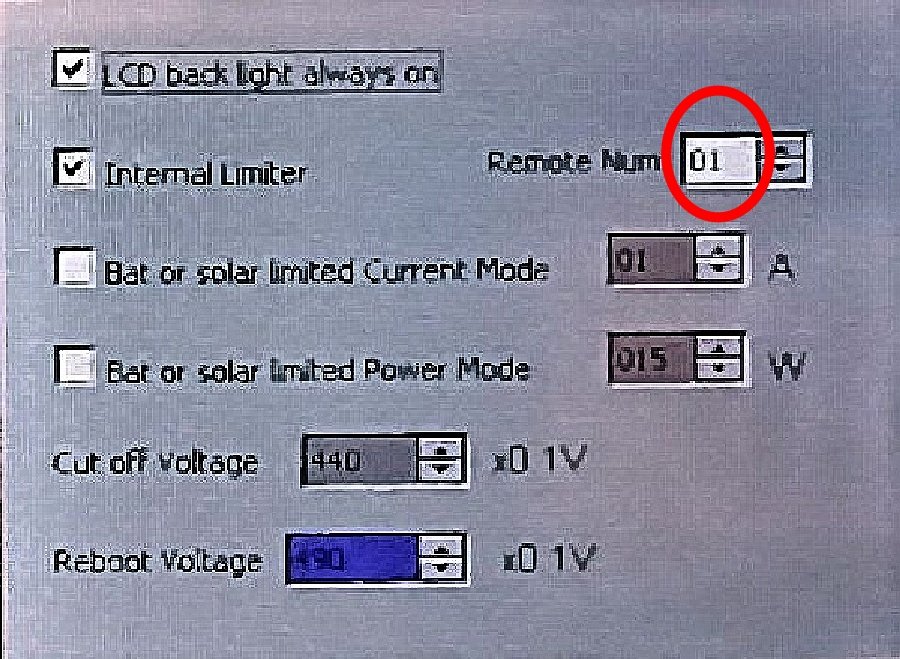 LCD back light always on
Internal Limiter Remote Num 01
Bat or solar limited Current Mode 01 A
Bat or solar limited Power Mode 015 W
Cut off Voltage 440 x0 1V
Reboot Voltage 490 x0 1V